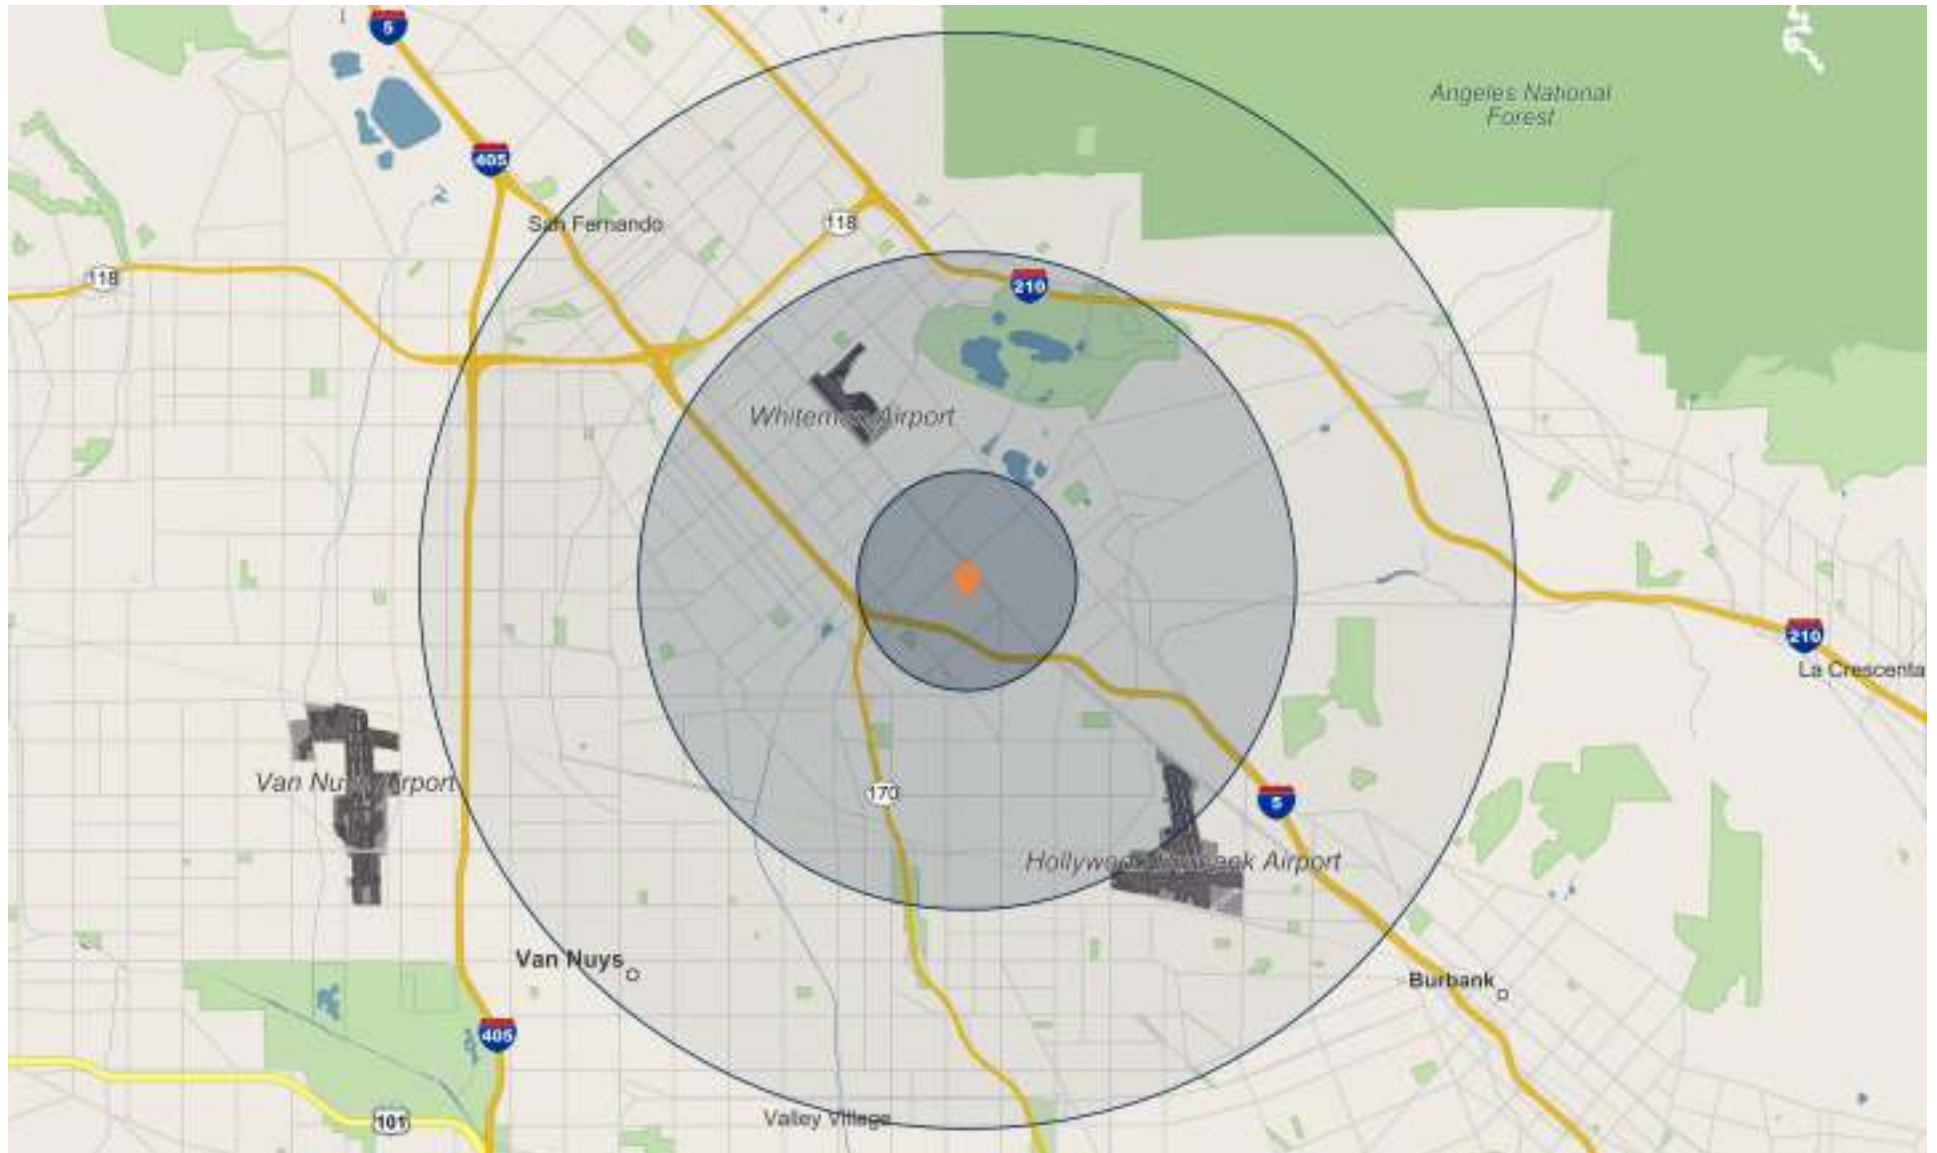 5
405
Angeles National
Forest
San Fernando
118
118
210
Whiteman Airport
210
La Crescenta
Van Nuys Airport
170
5
Hollywood Burbank Airport
Van Nuys
Burbank
405
101
Valley Village